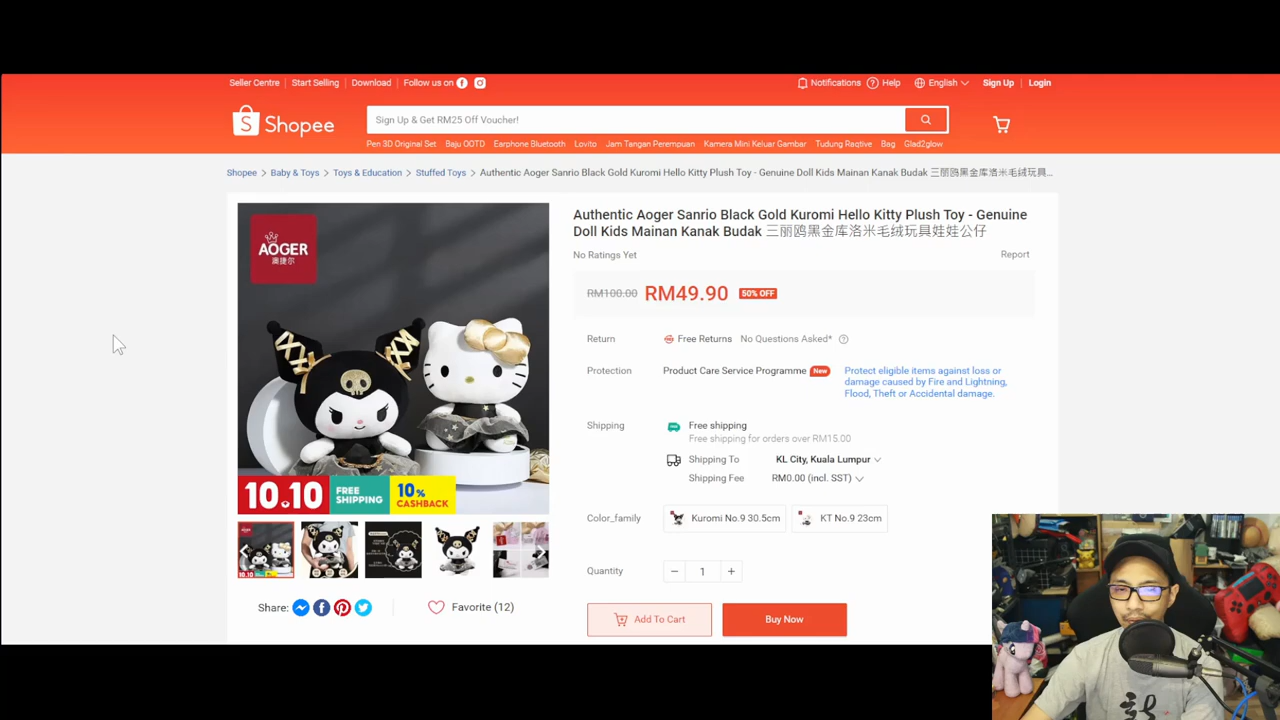 Seller Centre
Start Selling
Download
Follow us on
Notifications
Help
English
Sign Up
Login
Shopee
Sign Up & Get RM25 Off Voucher!
Pen 3D Original Set
Baju OOTD
Earphone Bluetooth
Lovito
Jam Tangan Perempuan
Kamera Mini Keluar Gambar
Tudung Raqtive
Bag
Glad2glow
Shopee > Baby & Toys > Toys & Education > Stuffed Toys > Authentic Aoger Sanrio Black Gold Kuromi Hello Kitty Plush Toy - Genuine Doll Kids Mainan Kanak Budak 三丽鸥黑金库洛米毛绒玩具...
AOGER
澳捷尔
10.10
FREE
SHIPPING
10%
CASHBACK
Share:
Favorite (12)
Authentic Aoger Sanrio Black Gold Kuromi Hello Kitty Plush Toy - Genuine
Doll Kids Mainan Kanak Budak 三丽鸥黑金库洛米毛绒玩具娃娃公仔
No Ratings Yet
Report
RM100.00
RM49.90
50% OFF
Return
Free Returns
No Questions Asked*
Protection
Product Care Service Programme
New
Protect eligible items against loss or
damage caused by Fire and Lightning,
Flood, Theft or Accidental damage.
Shipping
Free shipping
Free shipping for orders over RM15.00
Shipping To
KL City, Kuala Lumpur
Shipping Fee
RM0.00 (incl. SST)
Color_family
Kuromi No.9 30.5cm
KT No.9 23cm
Quantity
1
Add To Cart
Buy Now